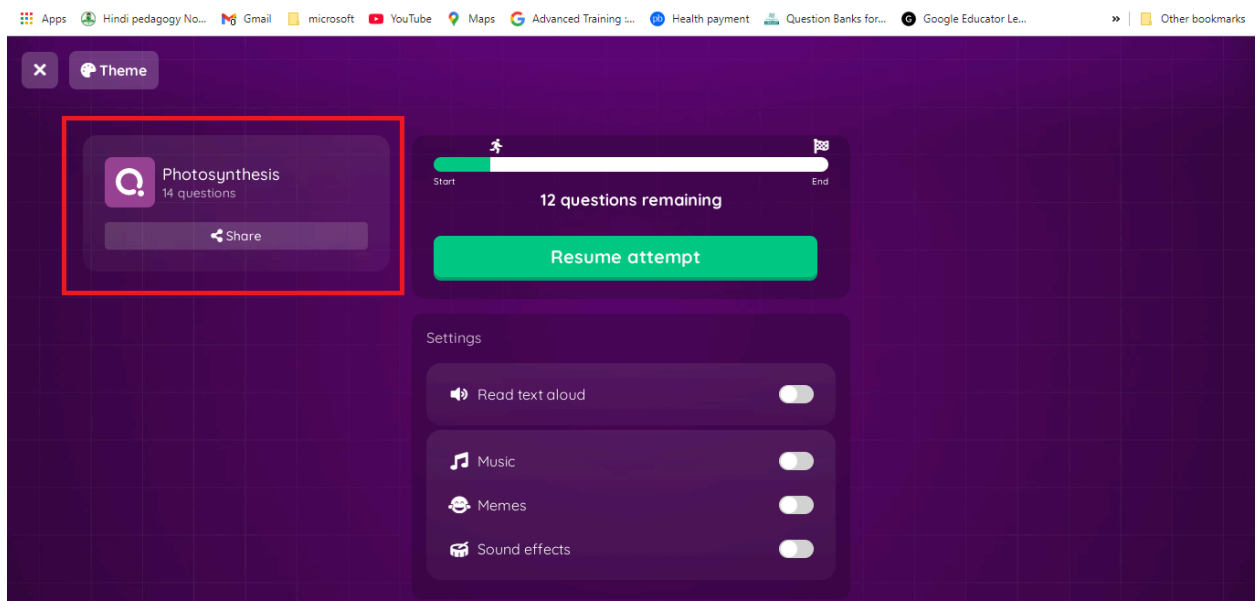 Apps Hindi pedagogy No... Gmail microsoft YouTube Maps Advanced Training :... Health payment Question Banks for... Google Educator Le... » Other bookmarks
Theme
Photosynthesis
14 questions
Share
Start End
12 questions remaining
Resume attempt
Settings
Read text aloud
Music
Memes
Sound effects